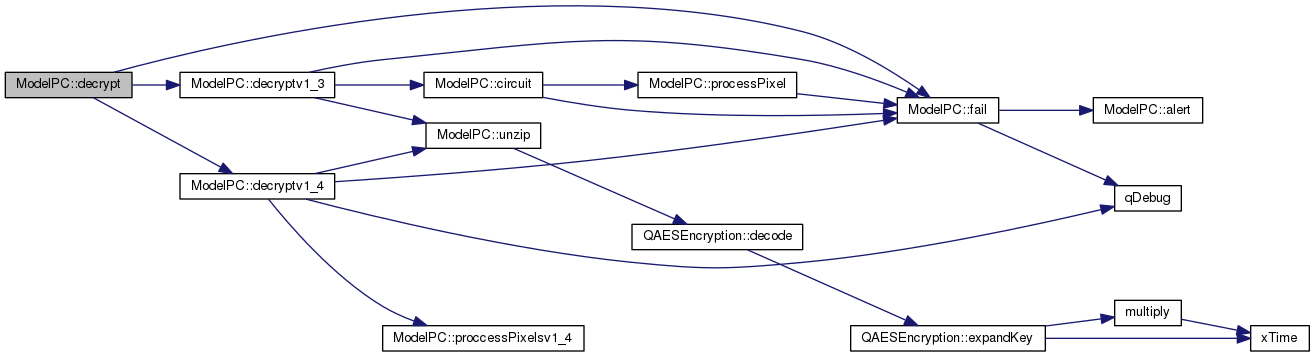 ModelPC::decrypt
ModelPC::decryptv1_3
ModelPC::circuit
ModelPC::processPixel
ModelPC::fail
ModelPC::alert
ModelPC::unzip
ModelPC::decryptv1_4
qDebug
QAESEncryption::decode
ModelPC::proccessPixelsv1_4
QAESEncryption::expandKey
multiply
xTime